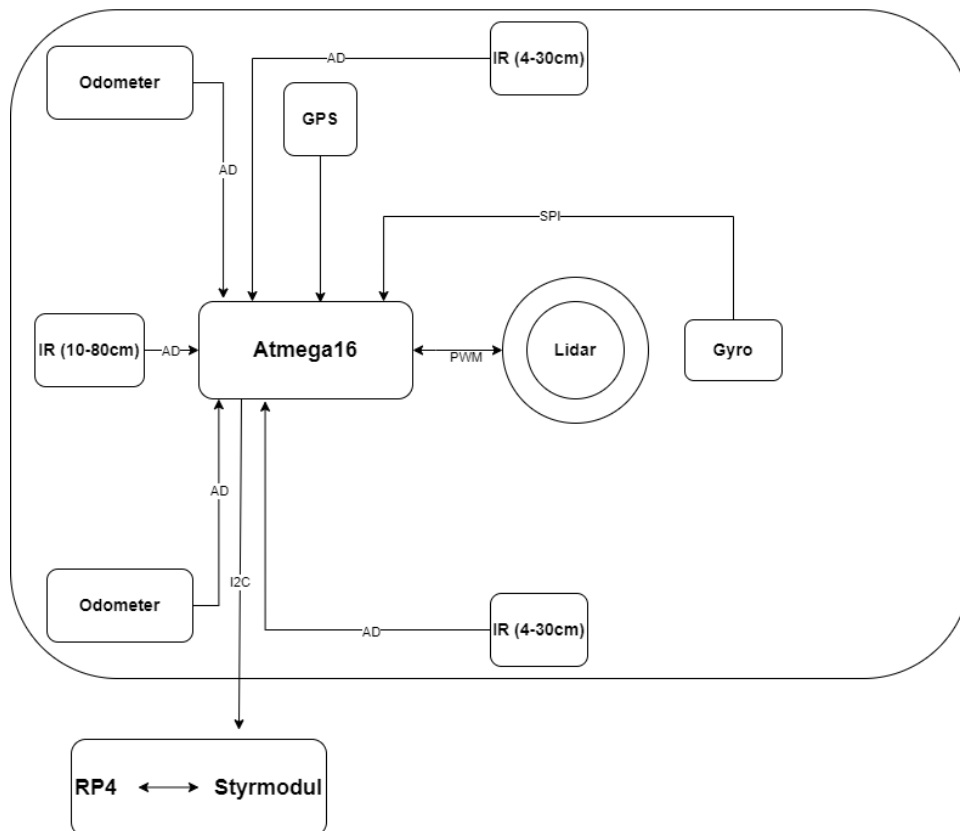 IR (4-30cm)
AD
Odometer
GPS
AD
SPI
Atmega16
IR (10-80cm)
AD
PWM
Lidar
Gyro
AD
I2C
Odometer
IR (4-30cm)
AD
RP4
Styrmodul